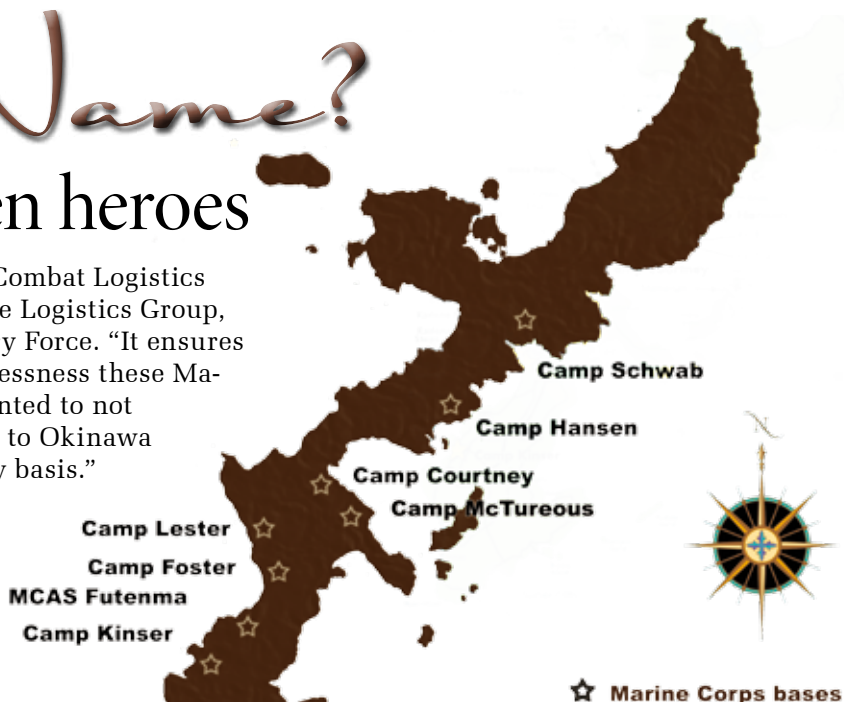 Name?
en heroes
Combat Logistics
e Logistics Group,
y Force. “It ensures
essness these Ma-
nted to not
to Okinawa
y basis.”
Camp Schwab
Camp Hansen
Camp Courtney
Camp McTureous
Camp Lester
Camp Foster
MCAS Futenma
Camp Kinser
N
Marine Corps bases